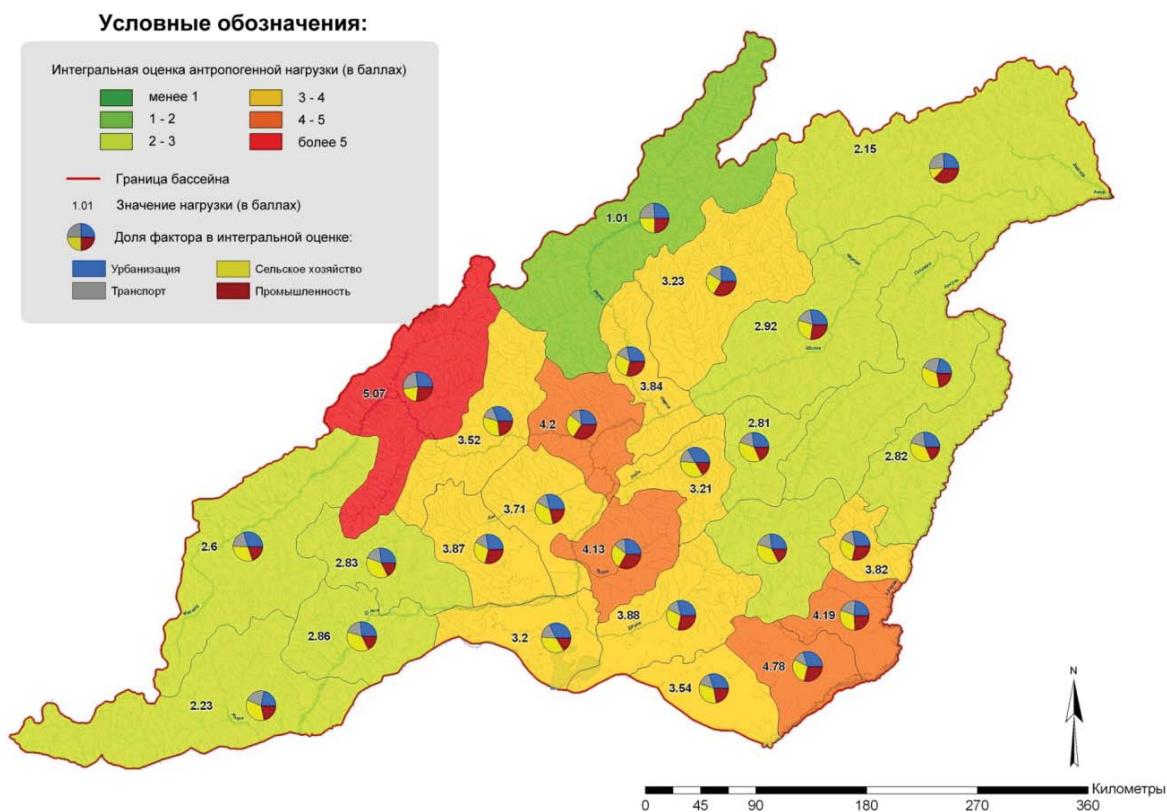 Условные обозначения:
Интегральная оценка антропогенной нагрузки (в баллах)
менее 1
3 - 4
1 - 2
4 - 5
2 - 3
более 5
Граница бассейна
1.01 Значение нагрузки (в баллах)
Доля фактора в интегральной оценке:
Урбанизация
Сельское хозяйство
Транспорт
Промышленность
2.15
1.01
3.23
2.92
5.07
3.84
3.52
4.2
2.81
2.82
3.21
3.71
2.6
2.83
3.87
4.13
3.82
3.88
4.19
2.86
3.2
4.78
3.54
2.23
N
Километры
0 45 90 180 270 360